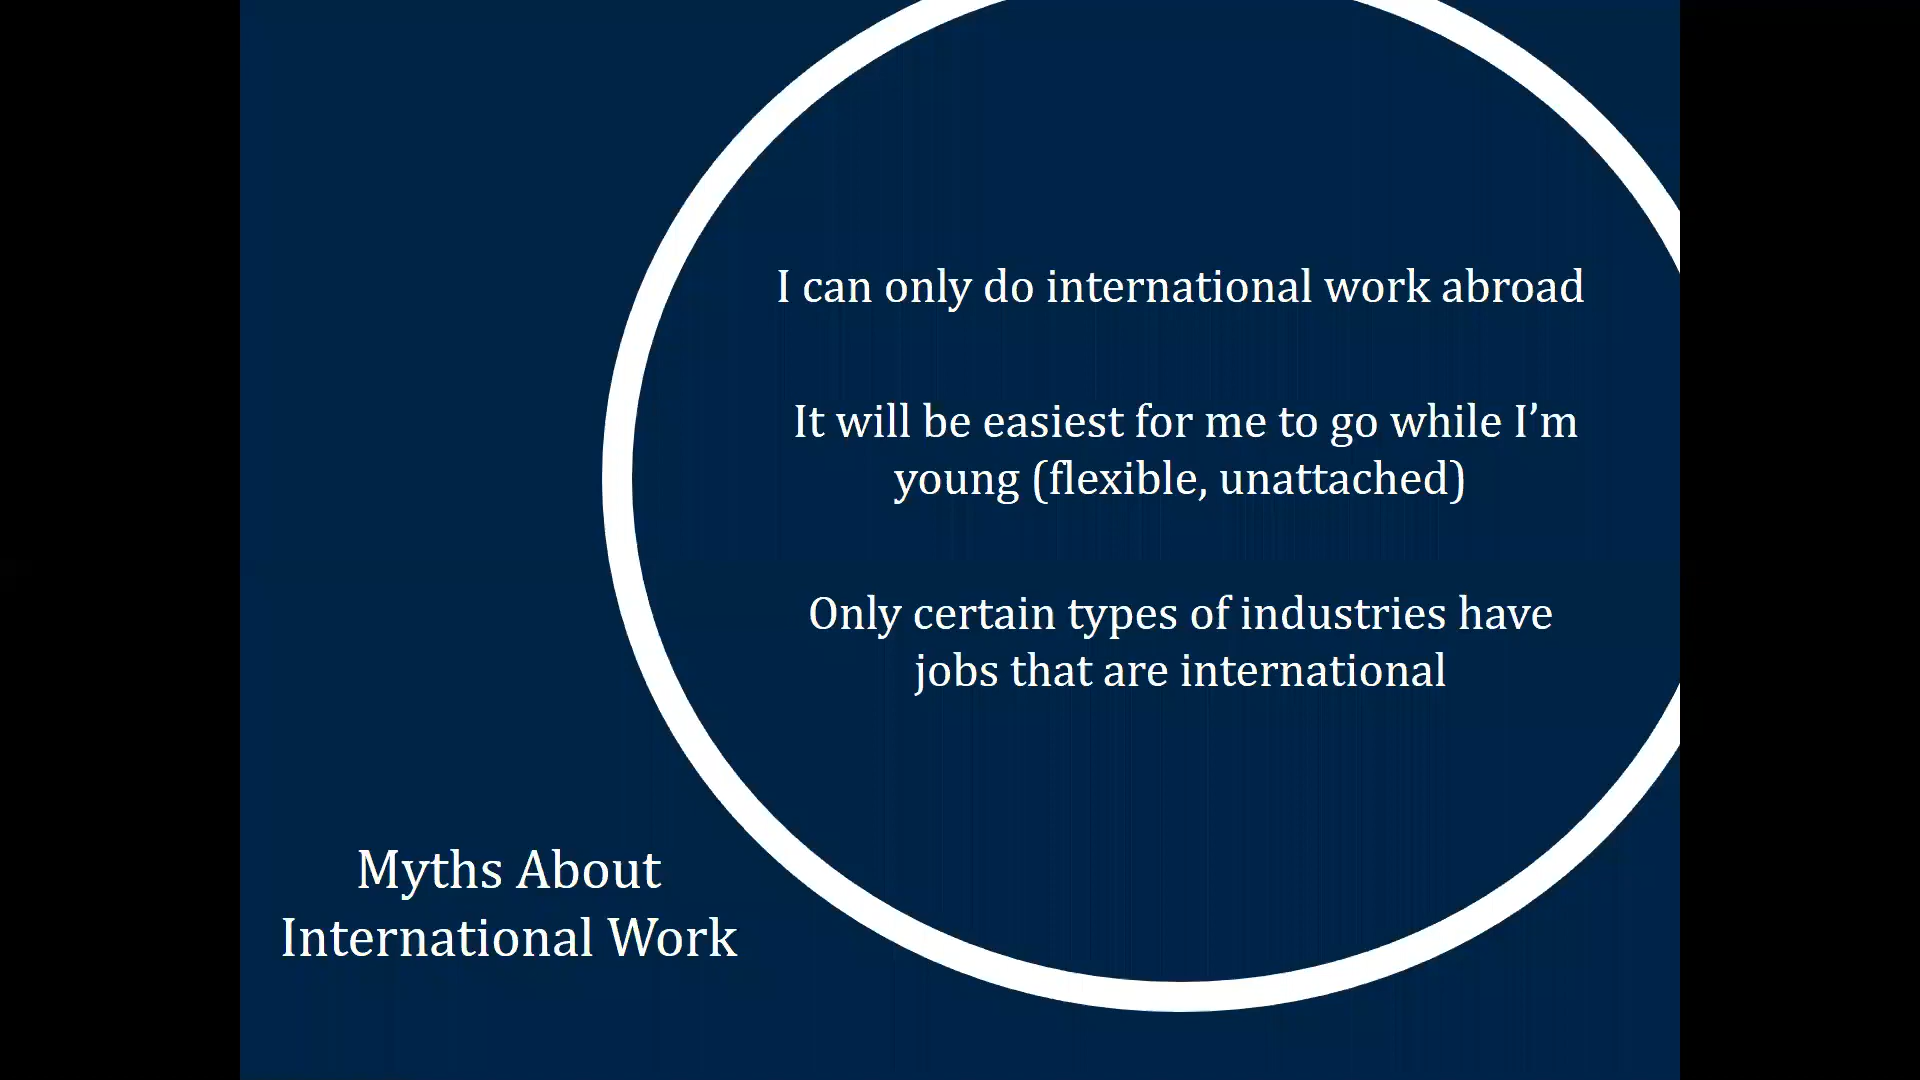 I can only do international work abroad
It will be easiest for me to go while I’m
young (flexible, unattached)
Only certain types of industries have
jobs that are international
Myths About
International Work